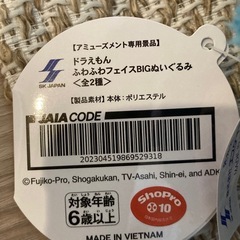 【アミューズメント専用景品】
SK JAPAN
ドラえもん
ふわふわフェイスBIGぬいぐるみ
<全2種>
【製品素材】本体:ポリエステル
JAIA CODE
202304519869529318
©Fujiko-Pro, Shogakukan, TV-Asahi, Shin-ei, and ADK
対象年齢
6歳以上
ShoPro
10
MADE IN VIETNAM